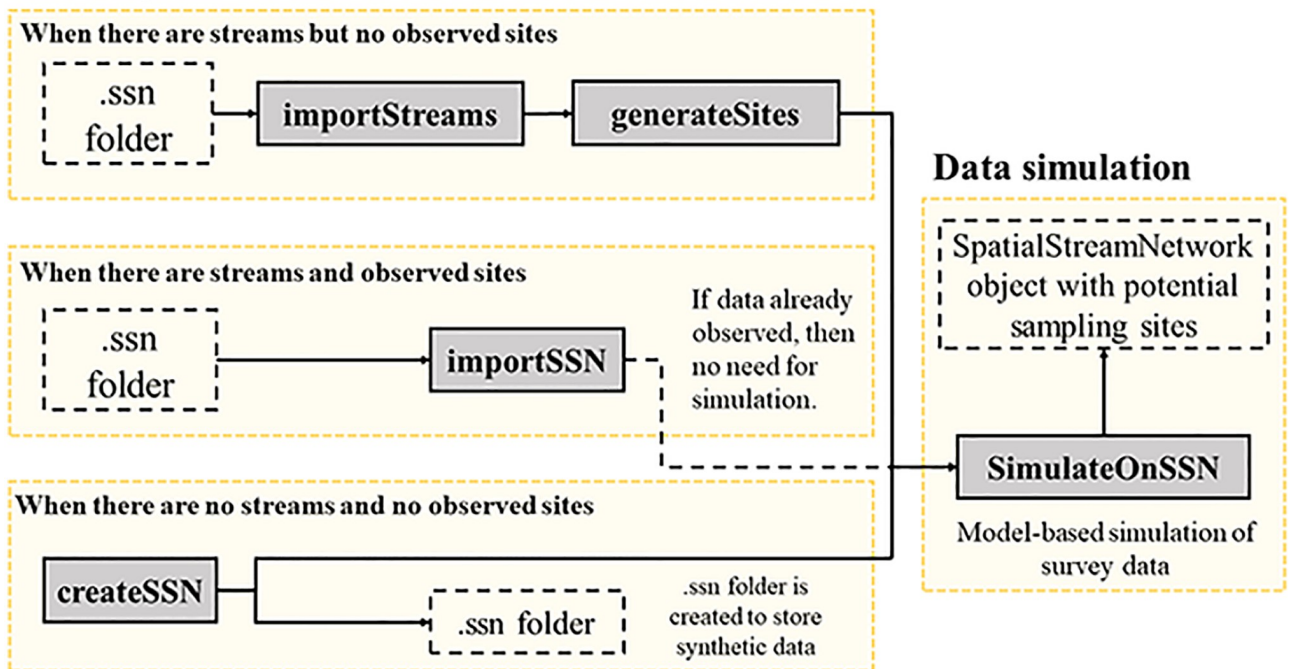 When there are streams but no observed sites
.ssn
folder
importStreams
generateSites
When there are streams and observed sites
.ssn
folder
importSSN
If data already
observed, then
no need for
simulation.
When there are no streams and no observed sites
createSSN
.ssn folder
.ssn folder is
created to store
synthetic data
Data simulation
SpatialStreamNetwork
object with potential
sampling sites
SimulateOnSSN
Model-based simulation of
survey data